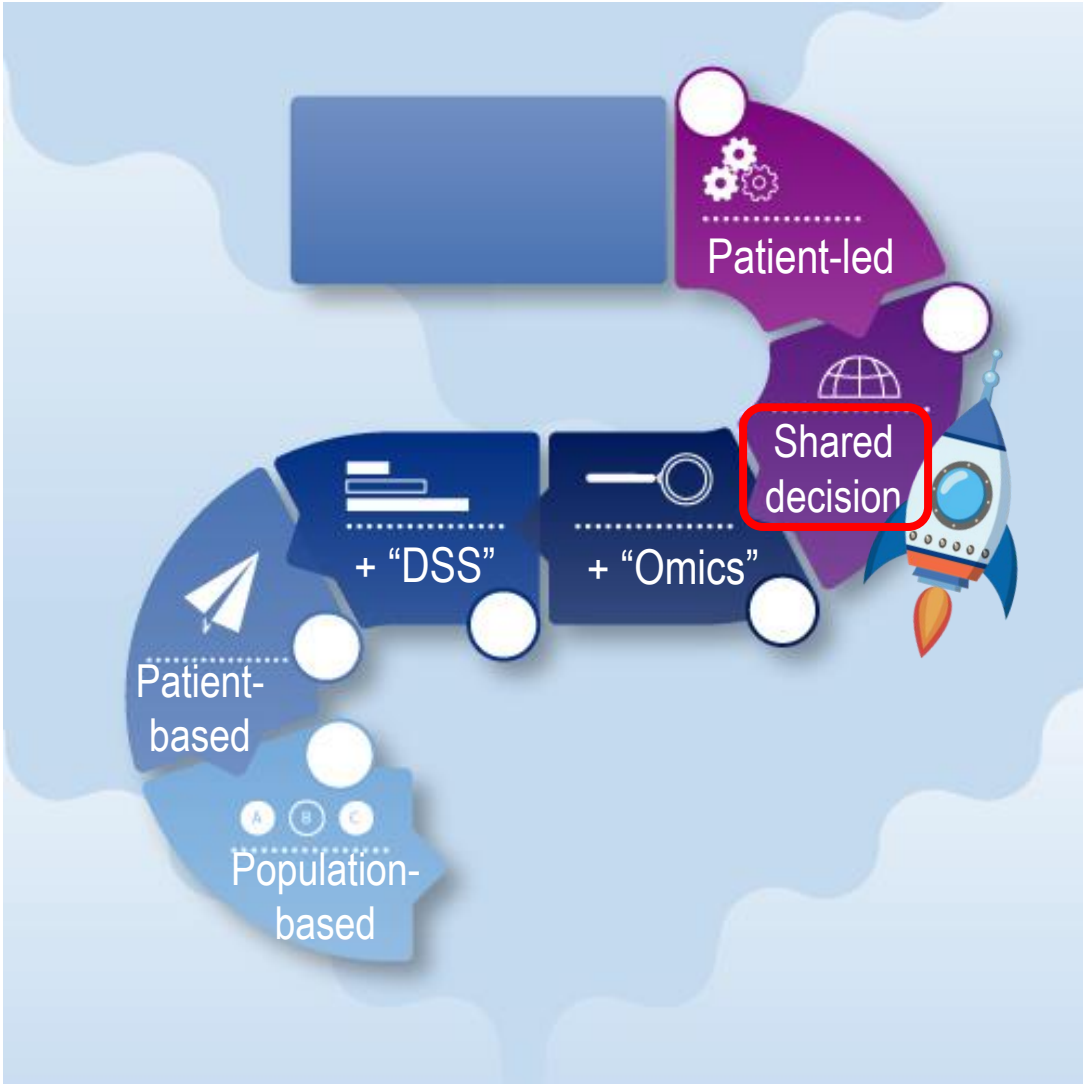 Patient-led
Shared
decision
+ “DSS”
+ “Omics”
Patient-
based
A B C
Population-
based